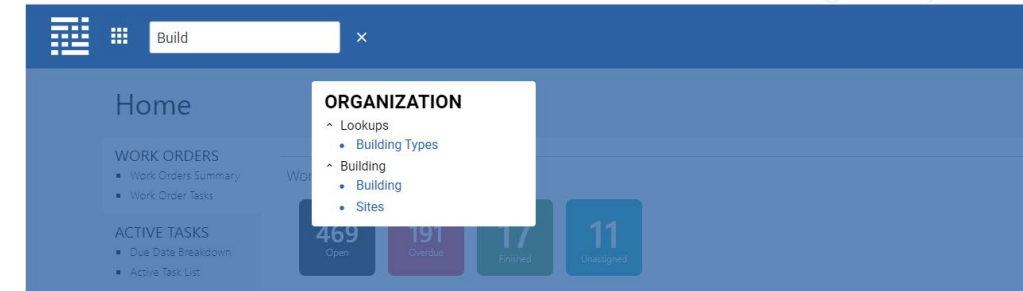 Build
Home
ORGANIZATION
Lookups
Building Types
Building
Building
Sites
WORK ORDERS
Work Orders Summary
Work Order Tasks
ACTIVE TASKS
Due Date Breakdown
Active Task List
469
Open
191
Overdue
17
Finished
11
Unassigned